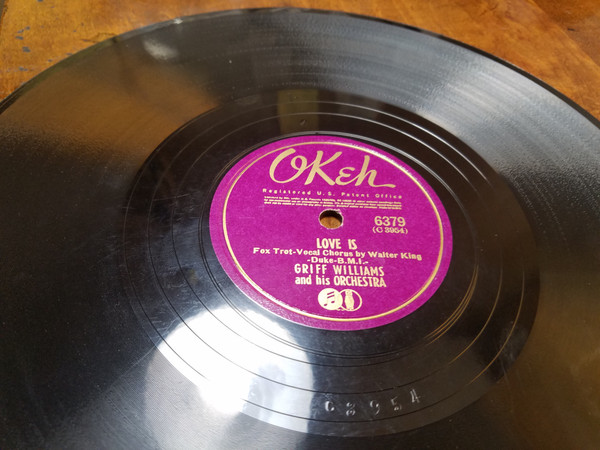 OKeh
Registered U.S. Patent Office
6379
(C 3954)
LOVE IS
Fox Trot-Vocal Chorus by Walter King
-Duke-B.M.I.-
GRIFF WILLIAMS
and his ORCHESTRA
C3954